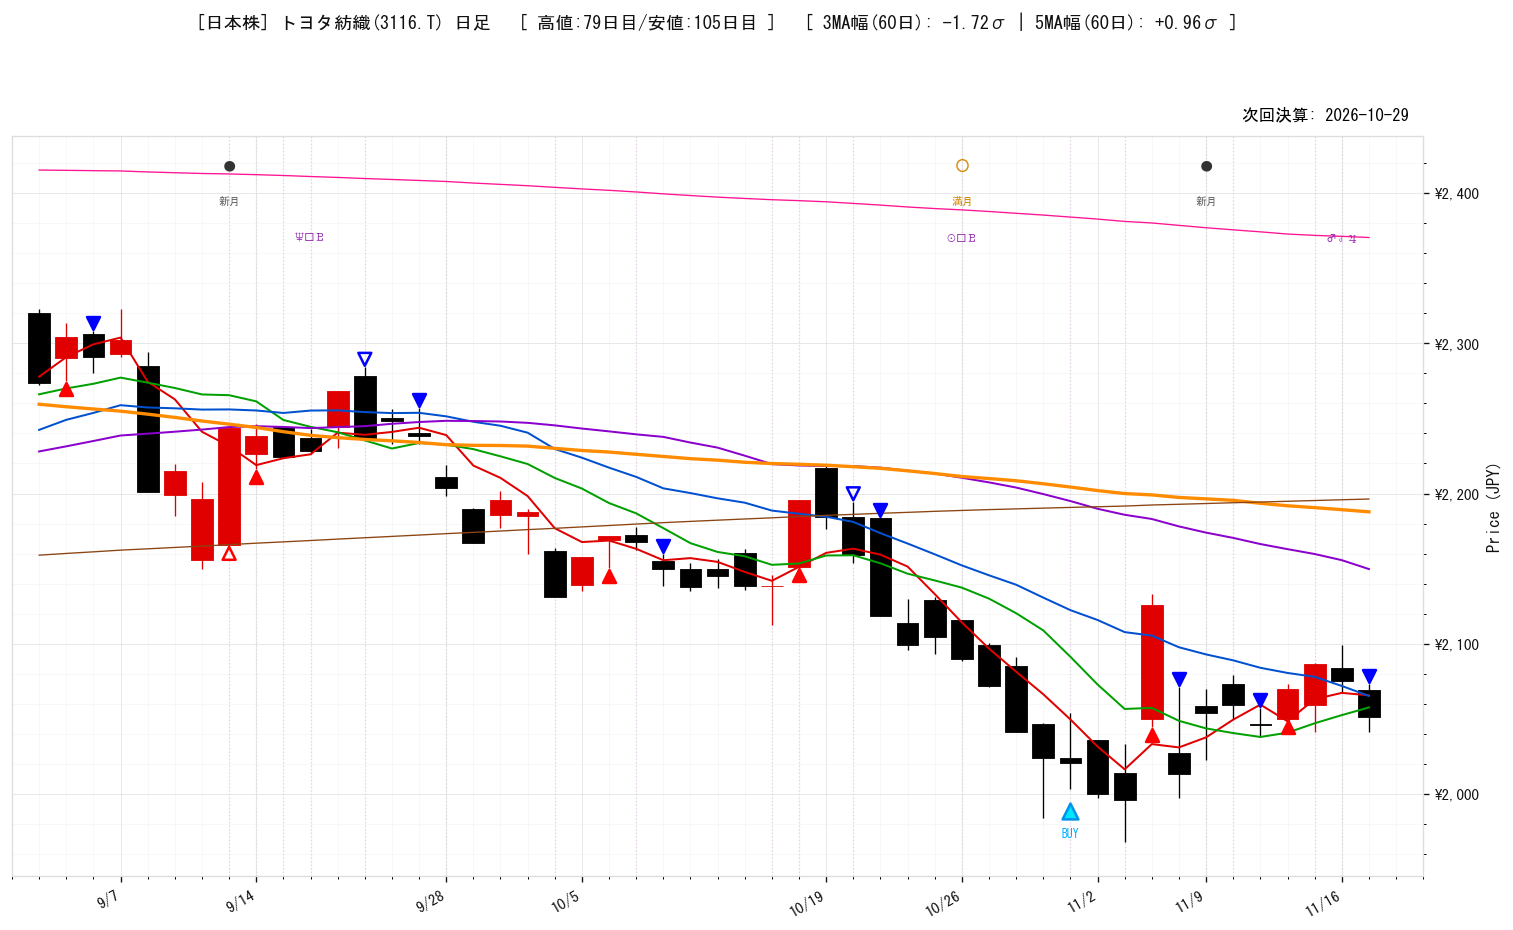 [日本株] トヨタ紡織(3116.T) 日足 [ 高値:79日目/安値:105日目 ] [ 3MA幅(60日): -1.72σ | 5MA幅(60日): +0.96σ ]
次回決算: 2026-10-29
新月
満月
新月
♆□♇
☉□♇
¥2,400
¥2,300
¥2,200
¥2,100
¥2,000
Price (JPY)
BUY
9/7
9/14
9/28
10/5
10/19
10/26
11/2
11/9
11/16